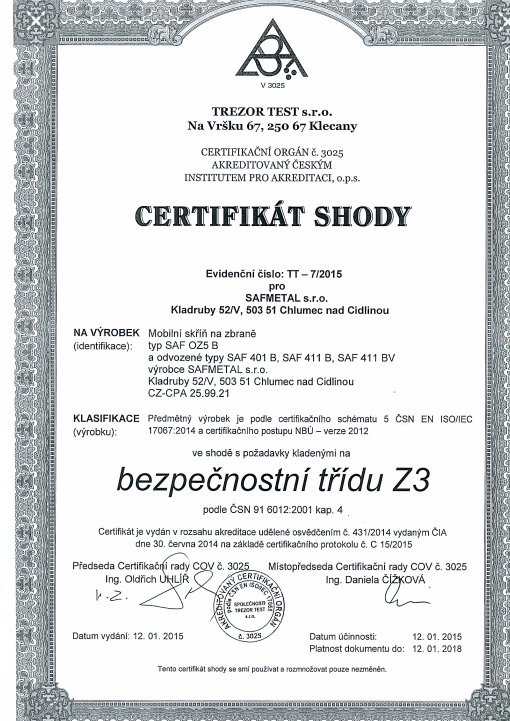 V 3025
TREZOR TEST s.r.o.
Na Vršku 67, 250 67 Klecany
CERTIFIKAČNÍ ORGÁN č. 3025
AKREDITOVANÝ ČESKÝM
INSTITUTEM PRO AKREDITACI, o.p.s.
CERTIFIKÁT SHODY
Evidenční číslo: TT – 7/2015
pro
SAFMETAL s.r.o.
Kladruby 52/V, 503 51 Chlumec nad Cidlinou
NA VÝROBEK Mobilní skříň na zbraně
(identifikace): typ SAF OZ5 B
a odvozené typy SAF 401 B, SAF 411 B, SAF 411 BV
výrobce SAFMETAL s.r.o.
Kladruby 52/V, 503 51 Chlumec nad Cidlinou
CZ-CPA 25.99.21
KLASIFIKACE Předmětný výrobek je podle certifikačního schématu 5 ČSN EN ISO/IEC
(výrobku): 17067:2014 a certifikačního postupu NBÚ – verze 2012
ve shodě s požadavky kladenými na
bezpečnostní třídu Z3
podle ČSN 91 6012:2001 kap. 4
Certifikát je vydán v rozsahu akreditace udělené osvědčením č. 431/2014 vydaným ČIA
dne 30. června 2014 na základě certifikačního protokolu č. C 15/2015
Předseda Certifikační rady COV č. 3025 Místopředseda Certifikační rady COV č. 3025
Ing. Oldřich UHLÍŘ Ing. Daniela ČÍŽKOVÁ
v.z.
AKREDITOVANÝ CERTIFIKAČNÍ ORGÁN
podle ČSN EN ISO/IEC 17065
SPOLEČNOSTI
TREZOR TEST
s.r.o.
č. 3025
Datum vydání: 12. 01. 2015 Datum účinnosti: 12. 01. 2015
Platnost dokumentu do: 12. 01. 2018
Tento certifikát shody se smí používat a rozmnožovat pouze nezměněn.